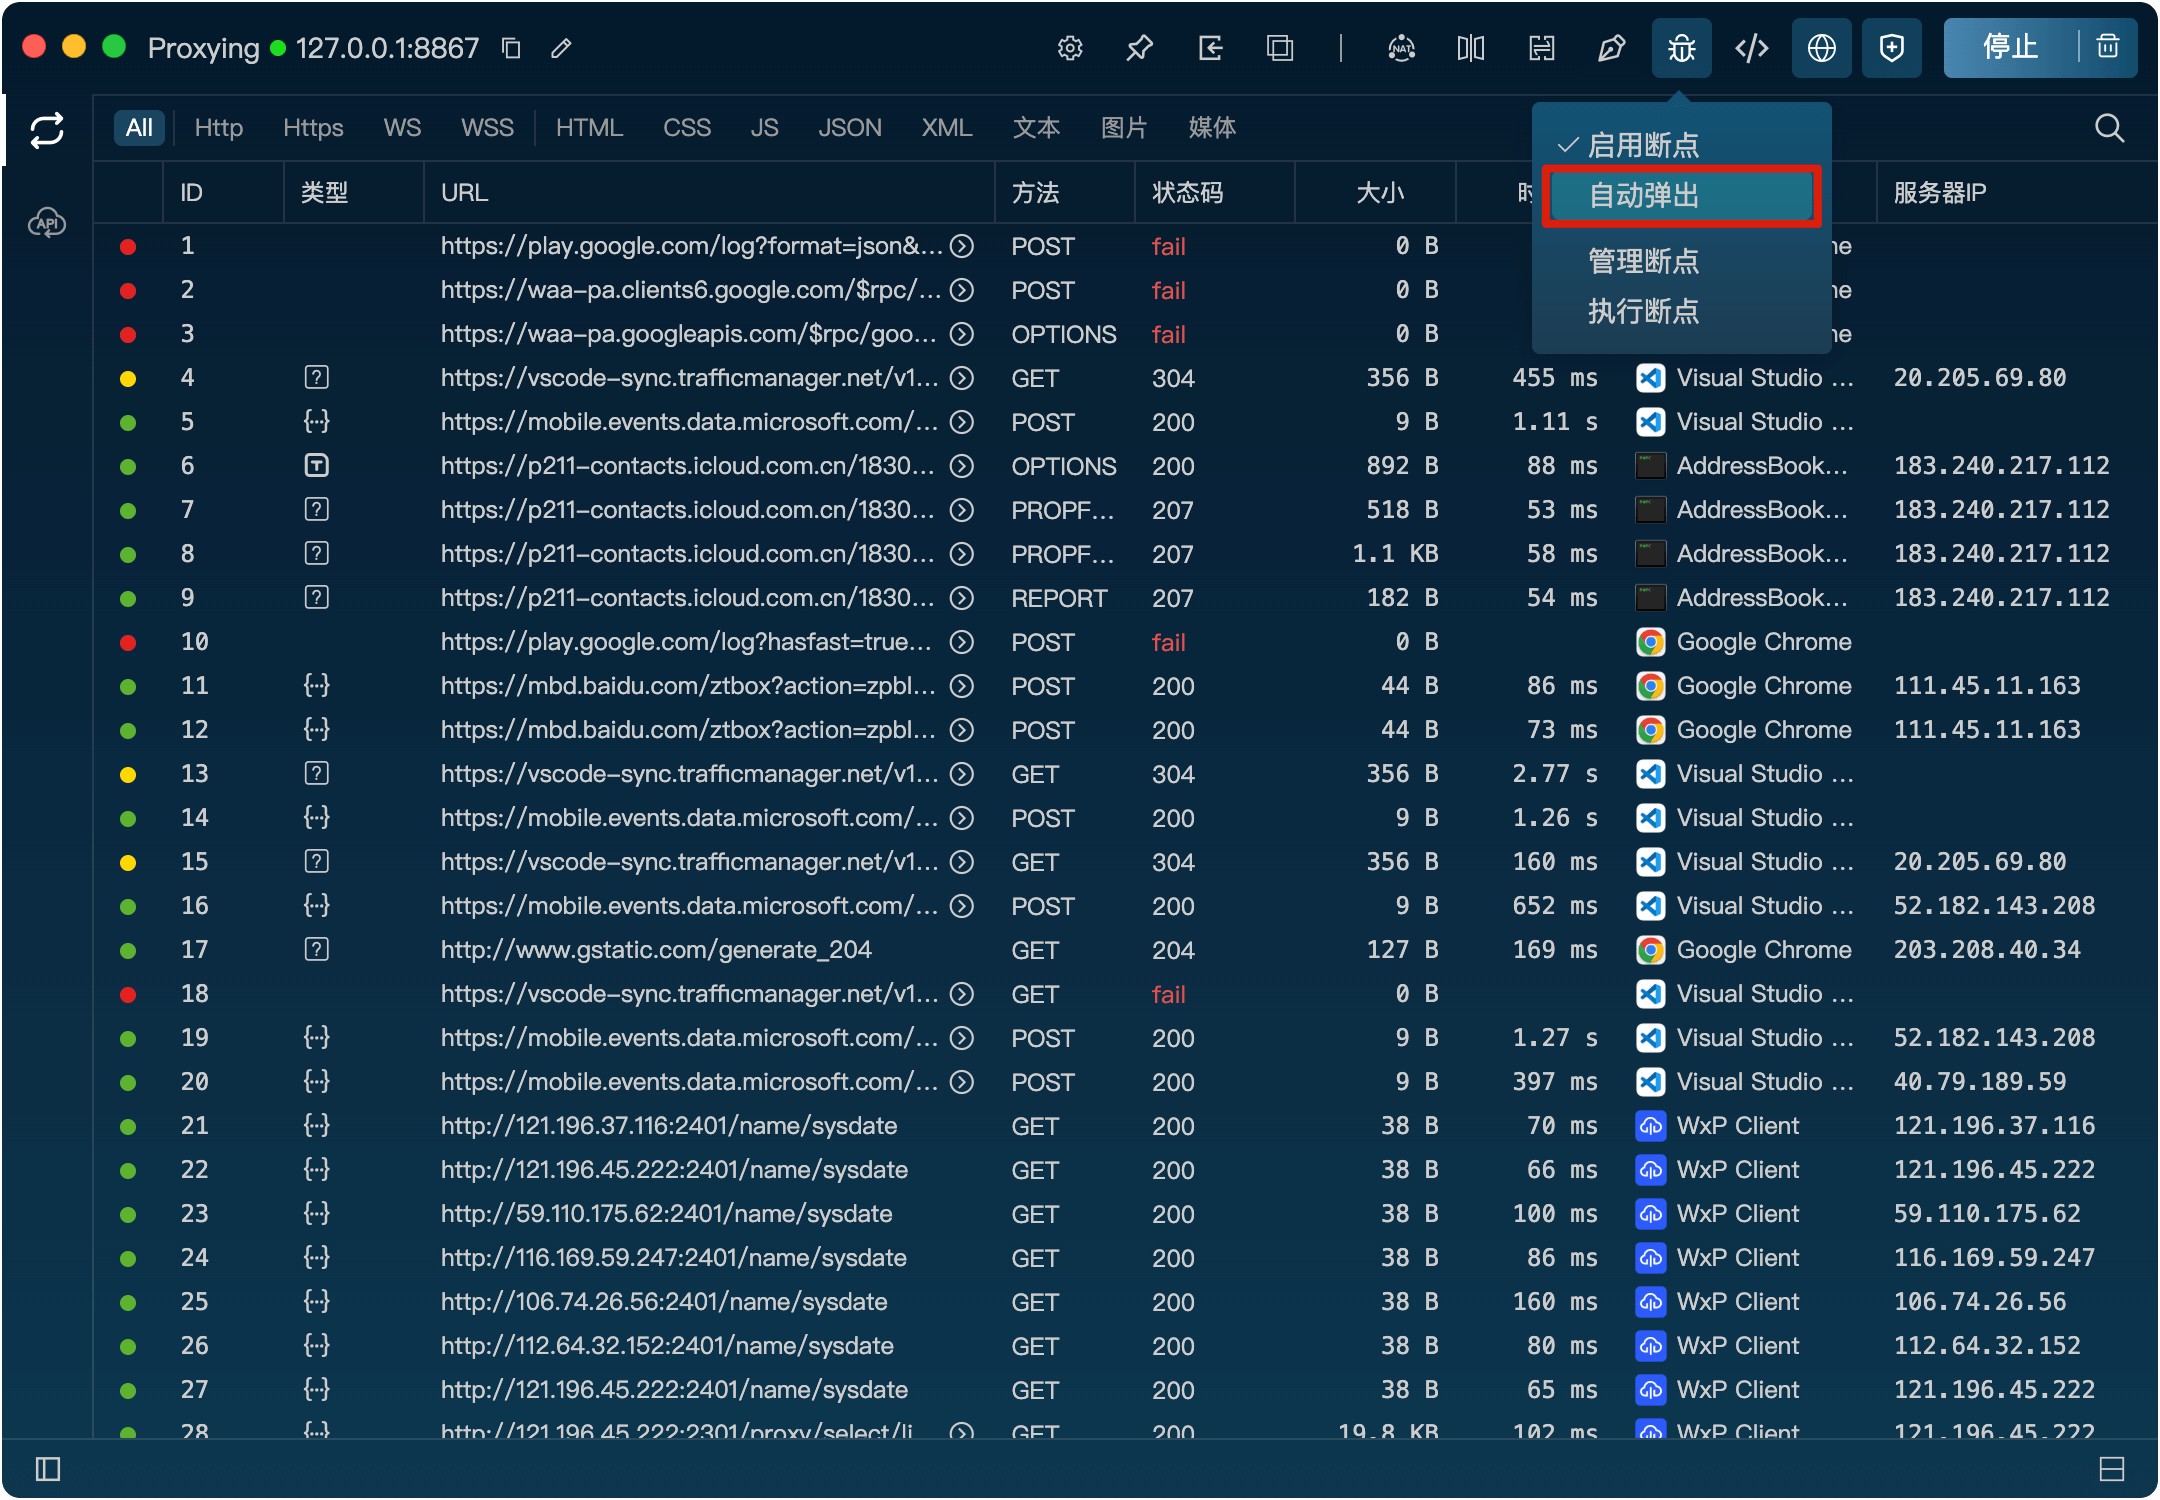 Proxying 127.0.0.1:8867
NAT
停止
All Http Https WS WSS HTML CSS JS JSON XML 文本 图片 媒体
启用断点
自动弹出
管理断点
执行断点
API
ID 类型 URL 方法 状态码 大小 服务器IP
1 https://play.google.com/log?format=json&... POST fail 0 B
2 https://waa-pa.clients6.google.com/$rpc/... POST fail 0 B
3 https://waa-pa.googleapis.com/$rpc/goo... OPTIONS fail 0 B
4 https://vscode-sync.trafficmanager.net/v1... GET 304 356 B 455 ms Visual Studio ... 20.205.69.80
5 https://mobile.events.data.microsoft.com/... POST 200 9 B 1.11 s Visual Studio ...
6 https://p211-contacts.icloud.com.cn/1830... OPTIONS 200 892 B 88 ms AddressBook... 183.240.217.112
7 https://p211-contacts.icloud.com.cn/1830... PROPF... 207 518 B 53 ms AddressBook... 183.240.217.112
8 https://p211-contacts.icloud.com.cn/1830... PROPF... 207 1.1 KB 58 ms AddressBook... 183.240.217.112
9 https://p211-contacts.icloud.com.cn/1830... REPORT 207 182 B 54 ms AddressBook... 183.240.217.112
10 https://play.google.com/log?hasfast=true... POST fail 0 B Google Chrome
11 https://mbd.baidu.com/ztbox?action=zpbl... POST 200 44 B 86 ms Google Chrome 111.45.11.163
12 https://mbd.baidu.com/ztbox?action=zpbl... POST 200 44 B 73 ms Google Chrome 111.45.11.163
13 https://vscode-sync.trafficmanager.net/v1... GET 304 356 B 2.77 s Visual Studio ...
14 https://mobile.events.data.microsoft.com/... POST 200 9 B 1.26 s Visual Studio ...
15 https://vscode-sync.trafficmanager.net/v1... GET 304 356 B 160 ms Visual Studio ... 20.205.69.80
16 https://mobile.events.data.microsoft.com/... POST 200 9 B 652 ms Visual Studio ... 52.182.143.208
17 http://www.gstatic.com/generate_204 GET 204 127 B 169 ms Google Chrome 203.208.40.34
18 https://vscode-sync.trafficmanager.net/v1... GET fail 0 B Visual Studio ...
19 https://mobile.events.data.microsoft.com/... POST 200 9 B 1.27 s Visual Studio ... 52.182.143.208
20 https://mobile.events.data.microsoft.com/... POST 200 9 B 397 ms Visual Studio ... 40.79.189.59
21 http://121.196.37.116:2401/name/sysdate GET 200 38 B 70 ms WxP Client 121.196.37.116
22 http://121.196.45.222:2401/name/sysdate GET 200 38 B 66 ms WxP Client 121.196.45.222
23 http://59.110.175.62:2401/name/sysdate GET 200 38 B 100 ms WxP Client 59.110.175.62
24 http://116.169.59.247:2401/name/sysdate GET 200 38 B 86 ms WxP Client 116.169.59.247
25 http://106.74.26.56:2401/name/sysdate GET 200 38 B 160 ms WxP Client 106.74.26.56
26 http://112.64.32.152:2401/name/sysdate GET 200 38 B 80 ms WxP Client 112.64.32.152
27 http://121.196.45.222:2401/name/sysdate GET 200 38 B 65 ms WxP Client 121.196.45.222
28 http://121.196.45.222:2301/proxy/select/li... GET 200 19.8 KB 102 ms WxP Client 121.196.45.222